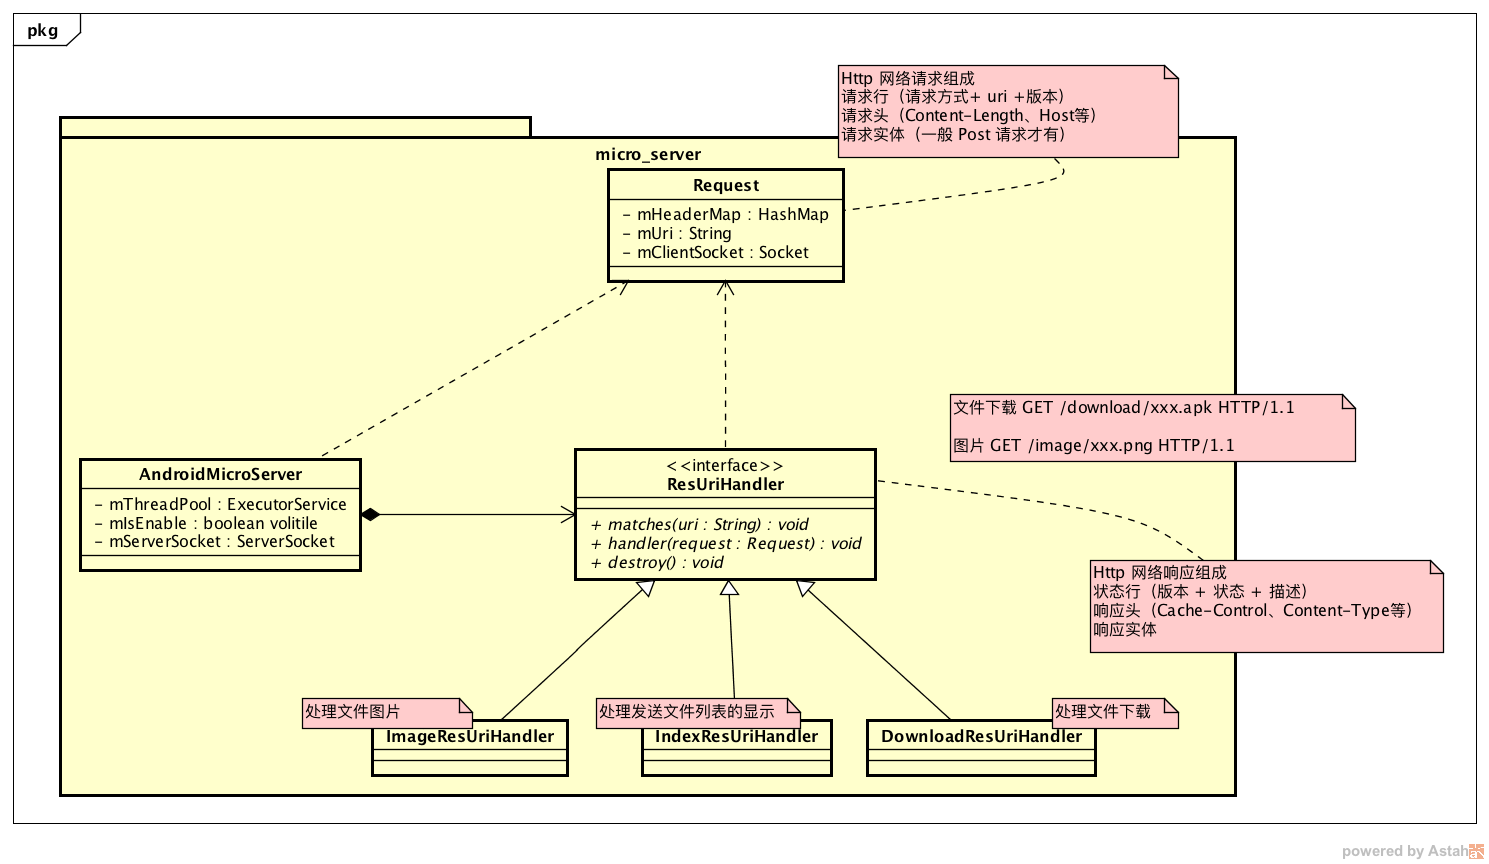 pkg
Http 网络请求组成
请求行（请求方式+ uri +版本）
请求头（Content-Length、Host等）
请求实体（一般 Post 请求才有）
micro_server
Request
- mHeaderMap : HashMap
- mUri : String
- mClientSocket : Socket
文件下载 GET /download/xxx.apk HTTP/1.1
图片 GET /image/xxx.png HTTP/1.1
AndroidMicroServer
- mThreadPool : ExecutorService
- mIsEnable : boolean volitile
- mServerSocket : ServerSocket
<<interface>>
ResUriHandler
+ matches(uri : String) : void
+ handler(request : Request) : void
+ destroy() : void
Http 网络响应组成
状态行（版本 + 状态 + 描述）
响应头（Cache-Control、Content-Type等）
响应实体
处理文件图片
ImageResUriHandler
处理发送文件列表的显示
IndexResUriHandler
处理文件下载
DownloadResUriHandler
powered by Astah